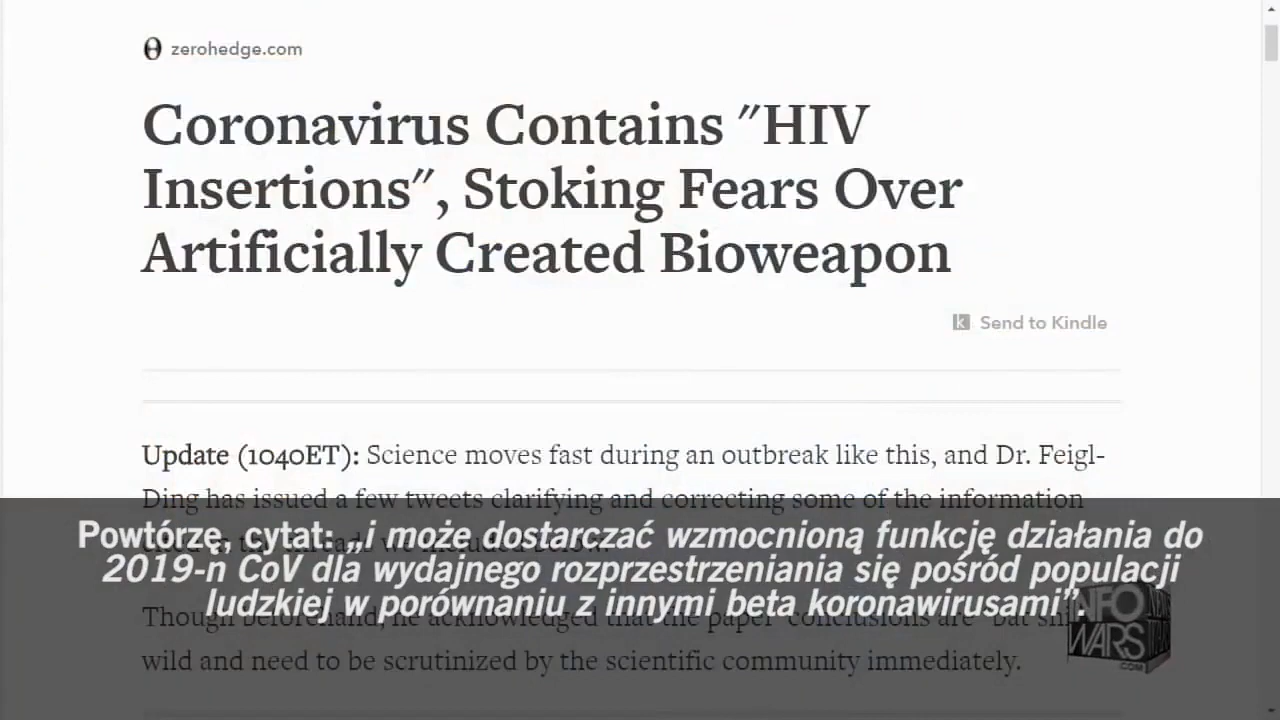 zerohedge.com
Coronavirus Contains "HIV
Insertions", Stoking Fears Over
Artificially Created Bioweapon
k Send to Kindle
Update (1040ET): Science moves fast during an outbreak like this, and Dr. Feigl-
Ding has issued a few tweets clarifying and correcting some of the information
Powtórzę, cytat: „i może dostarczać wzmocnioną funkcję działania do
2019-n CoV dla wydajnego rozprzestrzeniania się pośród populacji
ludzkiej w porównaniu z innymi beta koronawirusami”.
Though beforehand, he acknowledged that the paper conclusions are
wild and need to be scrutinized by the scientific community immediately.
INFO
WARS
.COM